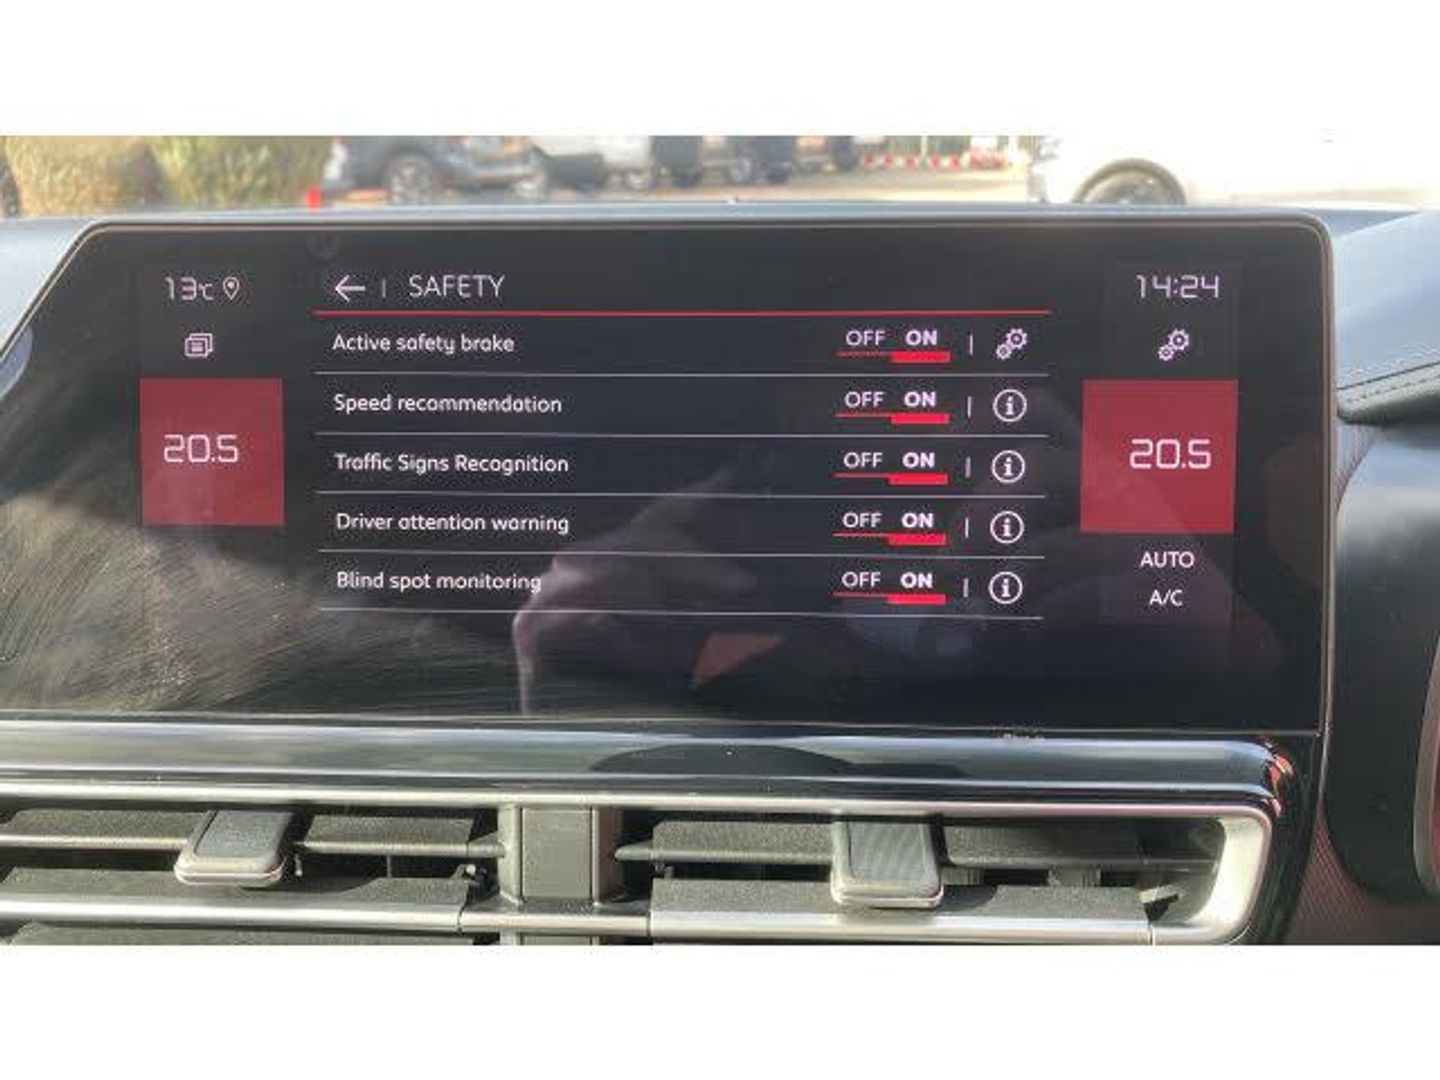 13°C
SAFETY
14:24
Active safety brake OFF ON
Speed recommendation OFF ON
Traffic Signs Recognition OFF ON
Driver attention warning OFF ON
Blind spot monitoring OFF ON
20.5
20.5
AUTO
A/C